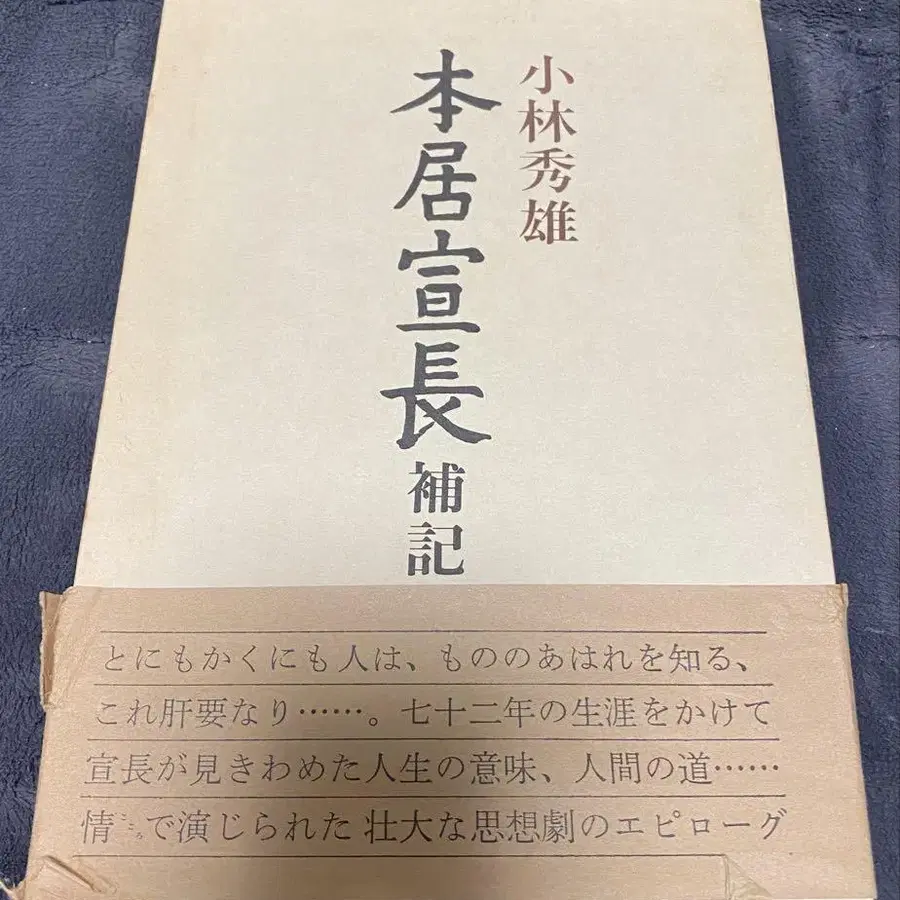 小林秀雄
本居宣長
補記
とにもかくにも人は、もののあはれを知る、
これ肝要なり……。七十二年の生涯をかけて
宣長が見きわめた人生の意味、人間の道……
情こころで演じられた壮大な思想劇のエピローグ